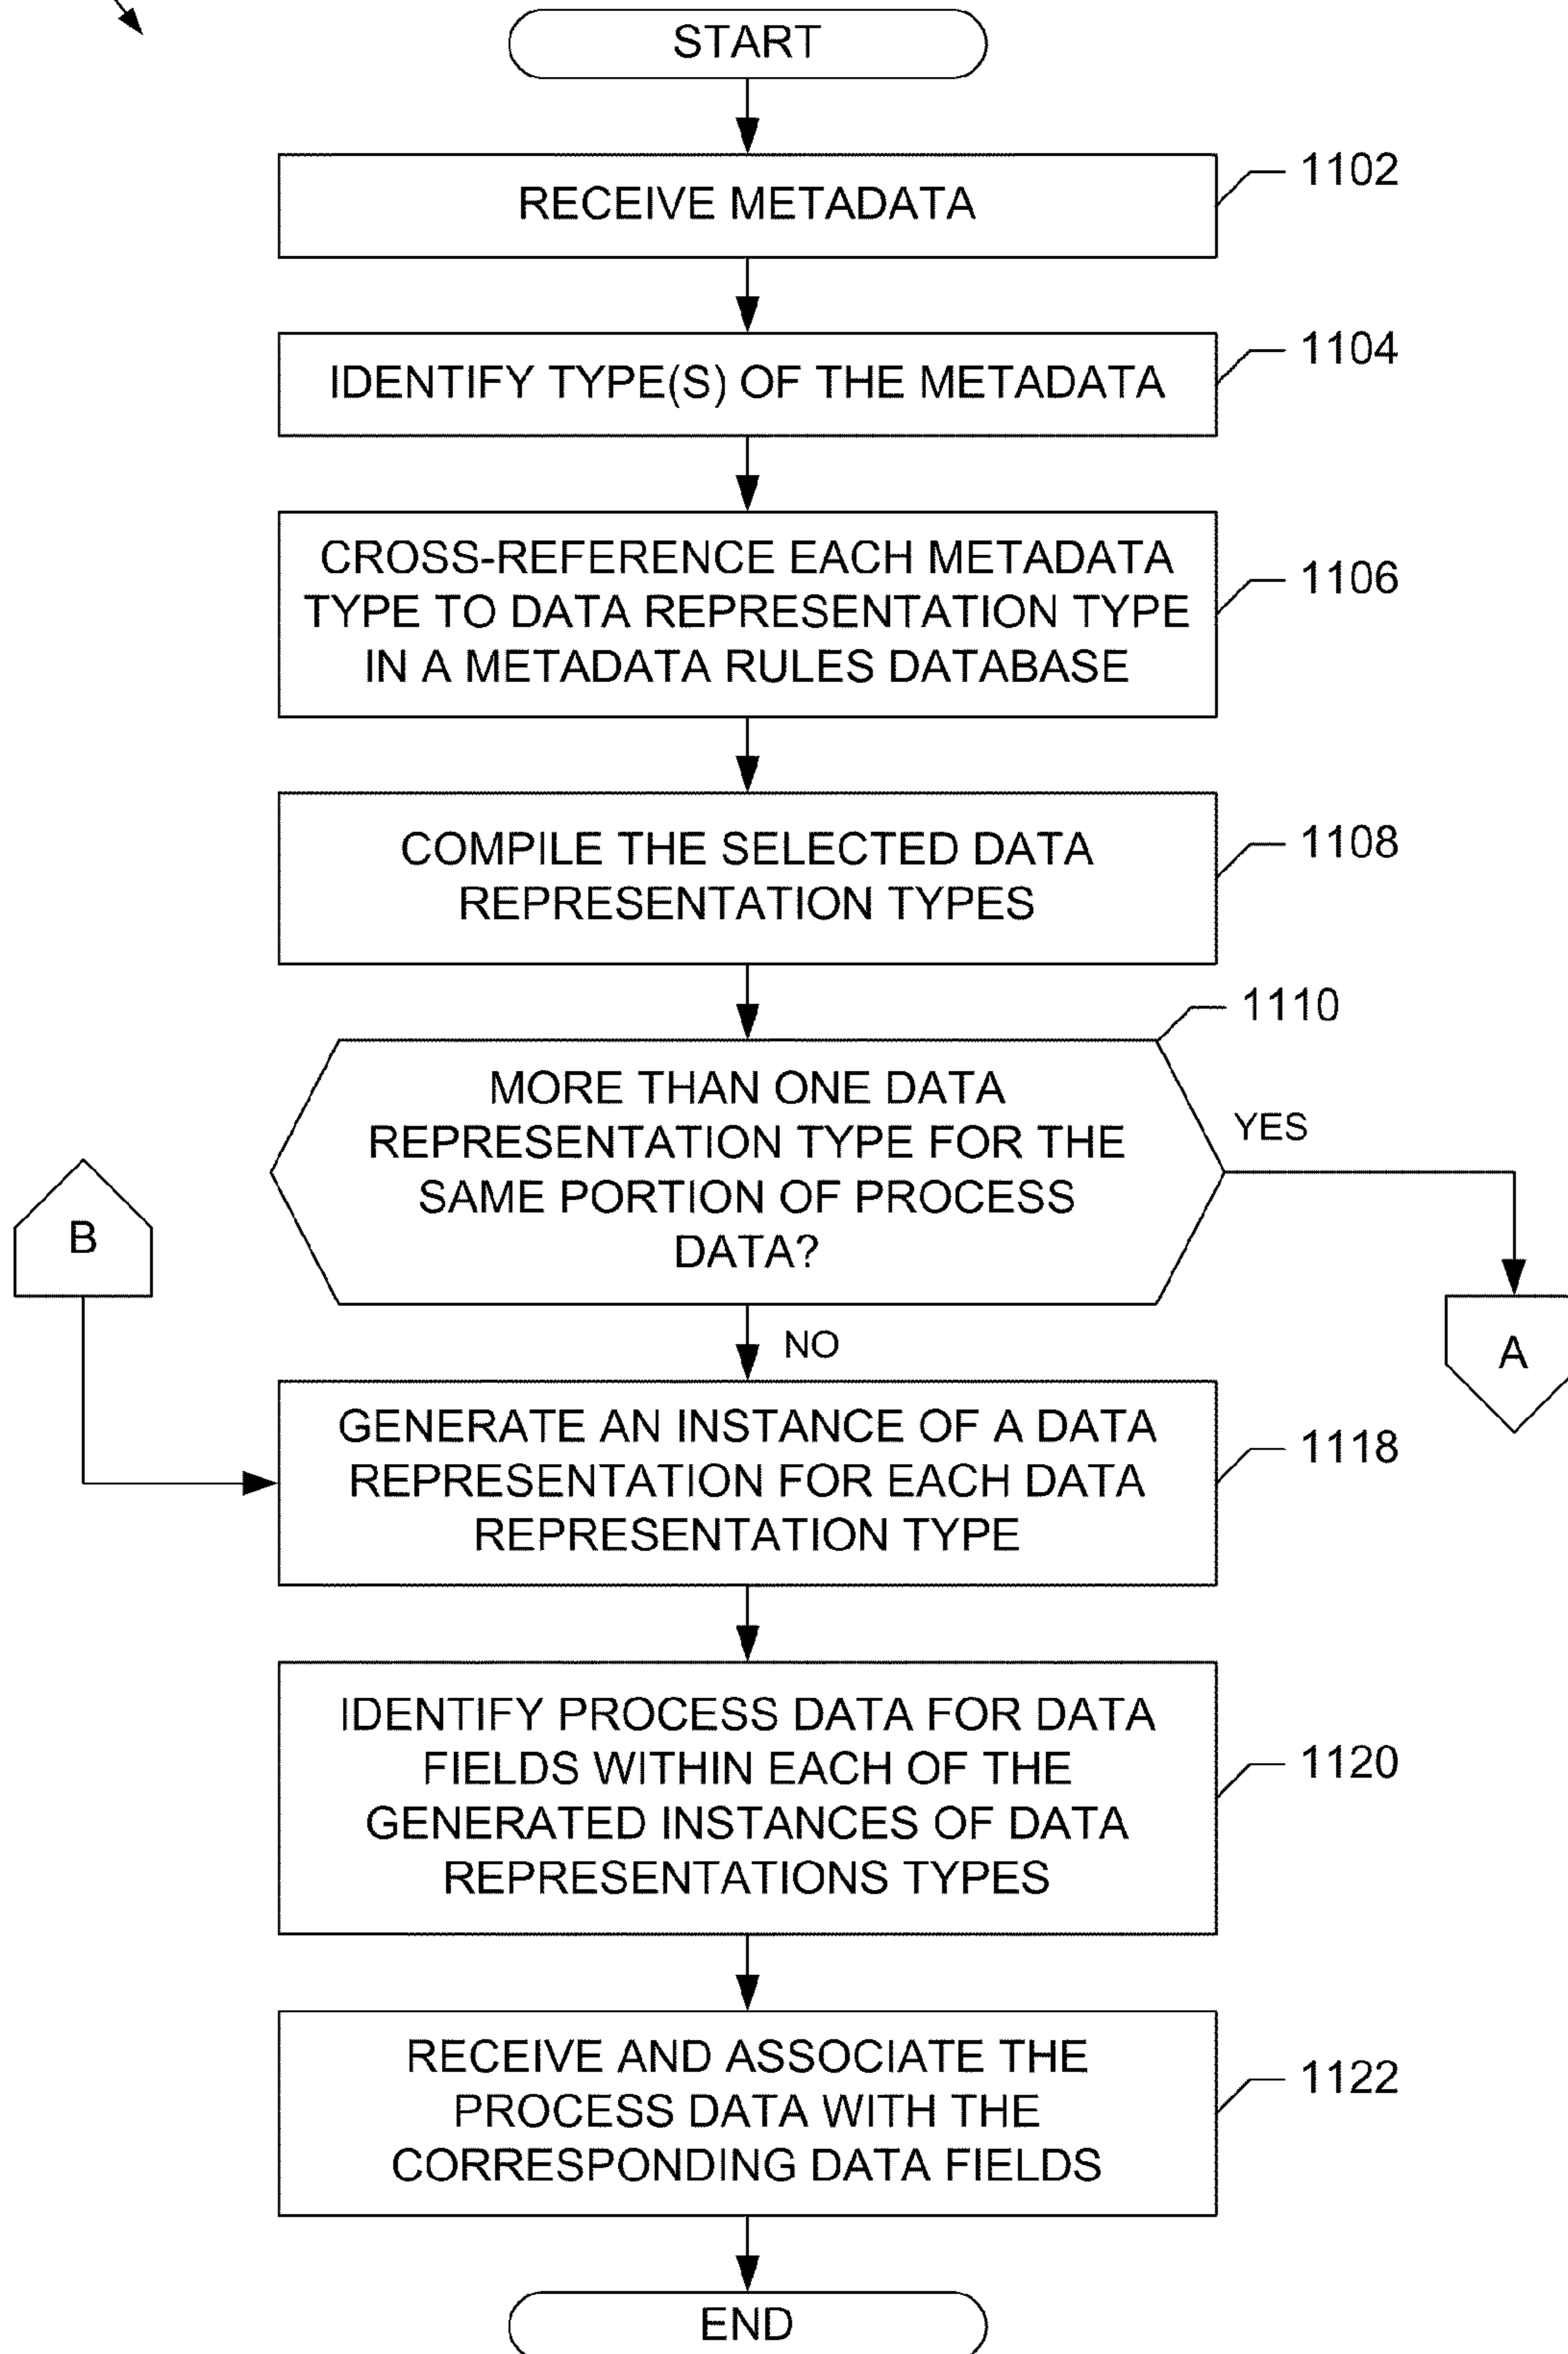 START
RECEIVE METADATA
1102
IDENTIFY TYPE(S) OF THE METADATA
1104
CROSS-REFERENCE EACH METADATA
TYPE TO DATA REPRESENTATION TYPE
IN A METADATA RULES DATABASE
1106
COMPILE THE SELECTED DATA
REPRESENTATION TYPES
1108
1110
MORE THAN ONE DATA
REPRESENTATION TYPE FOR THE
SAME PORTION OF PROCESS
DATA?
YES
B
A
NO
GENERATE AN INSTANCE OF A DATA
REPRESENTATION FOR EACH DATA
REPRESENTATION TYPE
1118
IDENTIFY PROCESS DATA FOR DATA
FIELDS WITHIN EACH OF THE
GENERATED INSTANCES OF DATA
REPRESENTATIONS TYPES
1120
RECEIVE AND ASSOCIATE THE
PROCESS DATA WITH THE
CORRESPONDING DATA FIELDS
1122
END